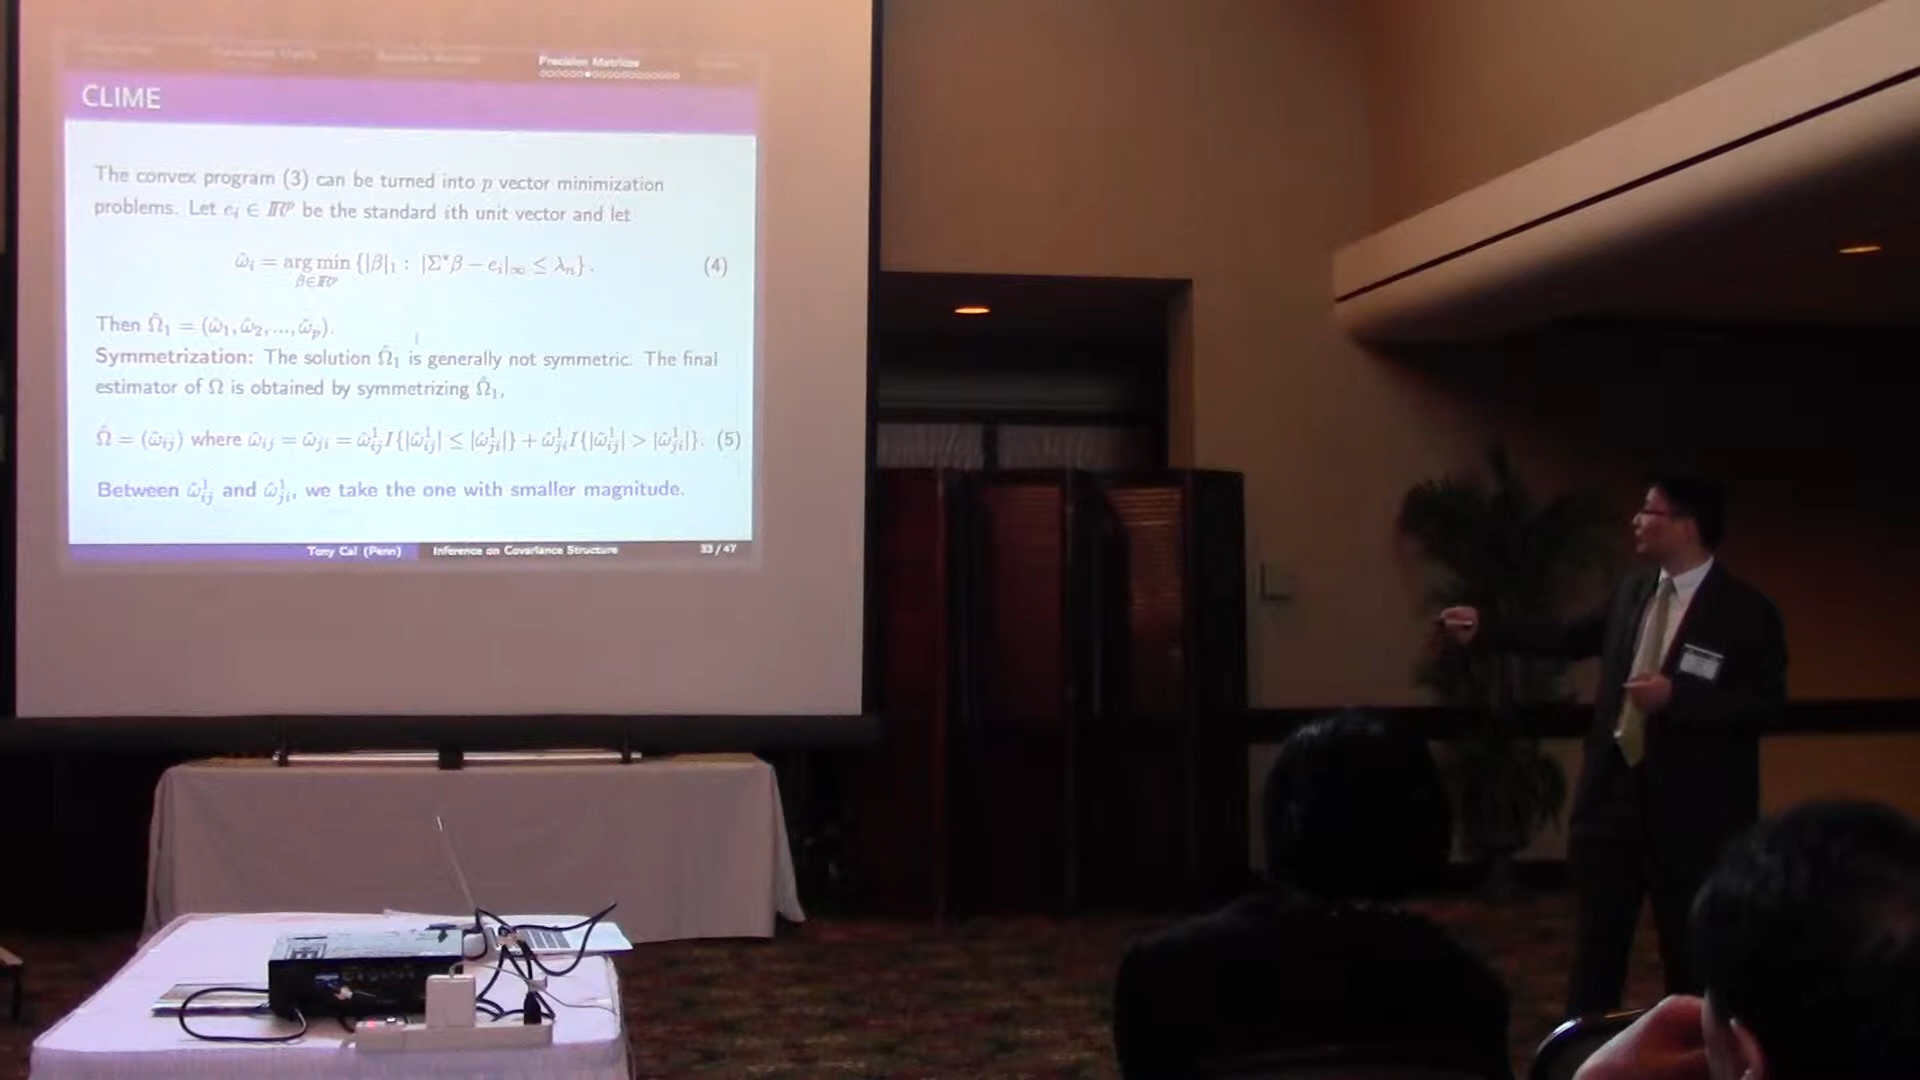 Precision Matrices
CLIME
The convex program (3) can be turned into p vector minimization
problems. Let eᵢ ∈ ℝᵖ be the standard ith unit vector and let
ω̂ᵢ = arg min {|β|₁ : |Σ*β − eᵢ|∞ ≤ λₙ}. (4)
β∈ℝᵖ
Then Ω̂₁ = (ω̂₁, ω̂₂, ..., ω̂ₚ).
Symmetrization: The solution Ω̂₁ is generally not symmetric. The final
estimator of Ω is obtained by symmetrizing Ω̂₁,
Ω̂ = (ω̂ᵢⱼ) where ω̂ᵢⱼ = ω̂ⱼᵢ = ω̂¹ᵢⱼI{|ω̂¹ᵢⱼ| ≤ |ω̂¹ⱼᵢ|} + ω̂¹ⱼᵢI{|ω̂¹ᵢⱼ| > |ω̂¹ⱼᵢ|}. (5)
Between ω̂¹ᵢⱼ and ω̂¹ⱼᵢ, we take the one with smaller magnitude.
Tony Cai (Penn) Inference on Covariance Structure 33 / 47